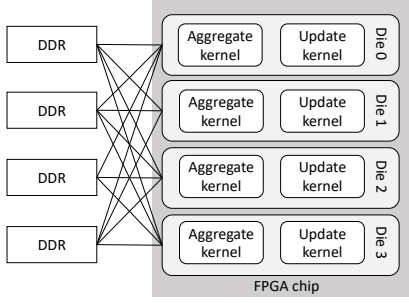 DDR
Aggregate
kernel
Update
kernel
Die 0
DDR
Aggregate
kernel
Update
kernel
Die 1
DDR
Aggregate
kernel
Update
kernel
Die 2
DDR
Aggregate
kernel
Update
kernel
Die 3
FPGA chip